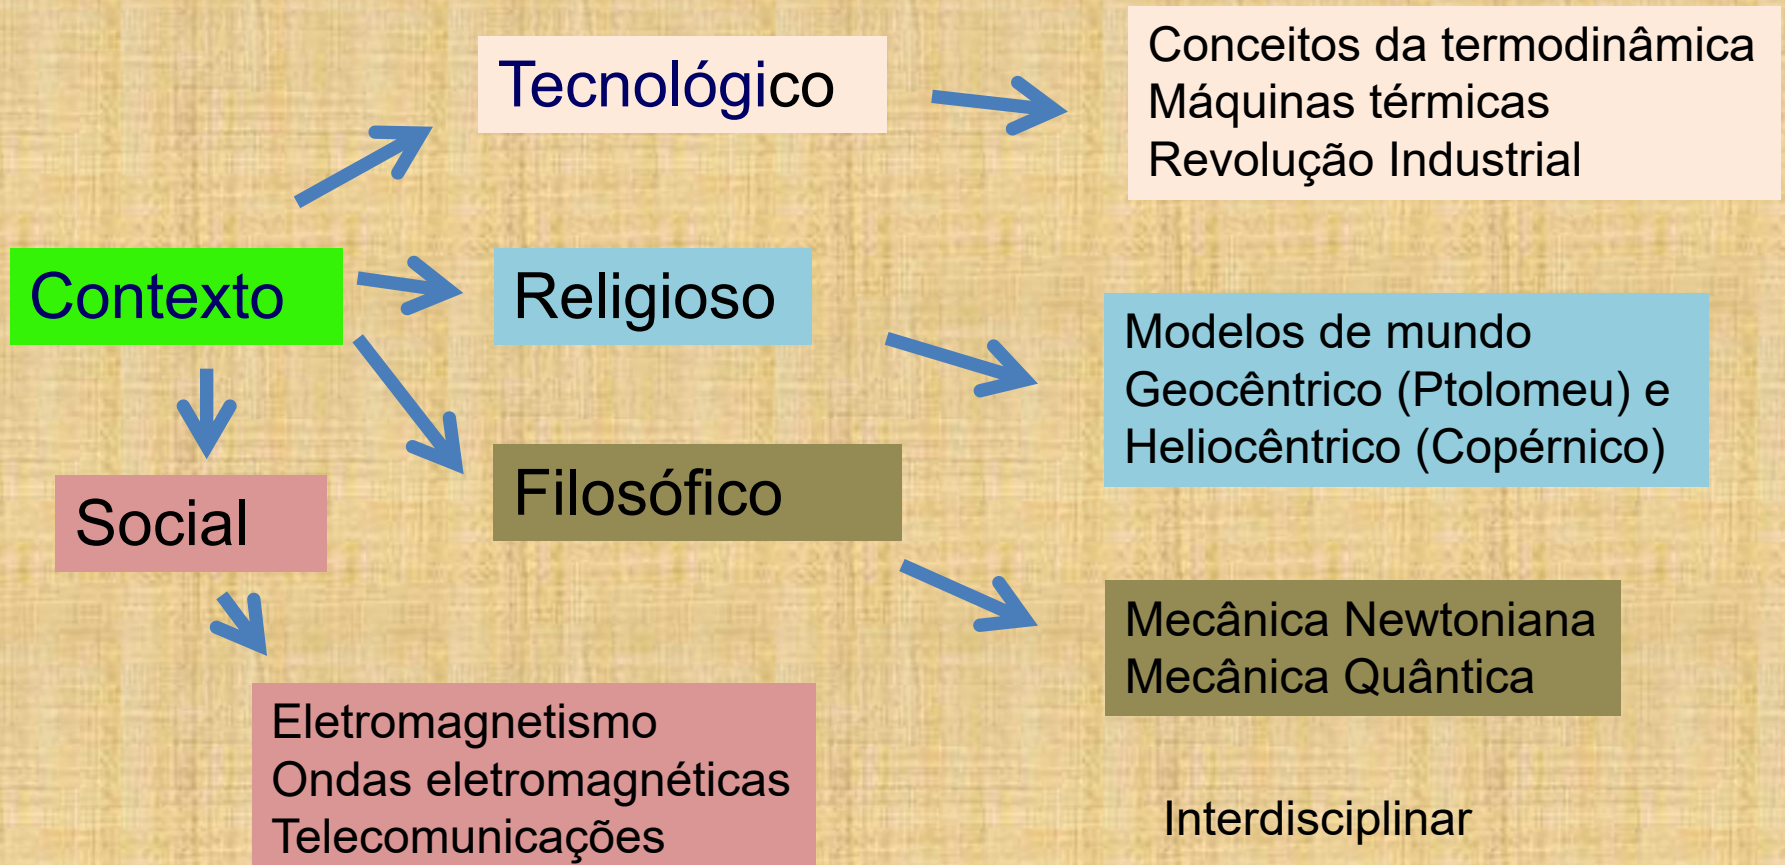 Tecnológico
Conceitos da termodinâmica
Máquinas térmicas
Revolução Industrial
Contexto
Religioso
Modelos de mundo
Geocêntrico (Ptolomeu) e
Heliocêntrico (Copérnico)
Filosófico
Social
Mecânica Newtoniana
Mecânica Quântica
Eletromagnetismo
Ondas eletromagnéticas
Telecomunicações
Interdisciplinar